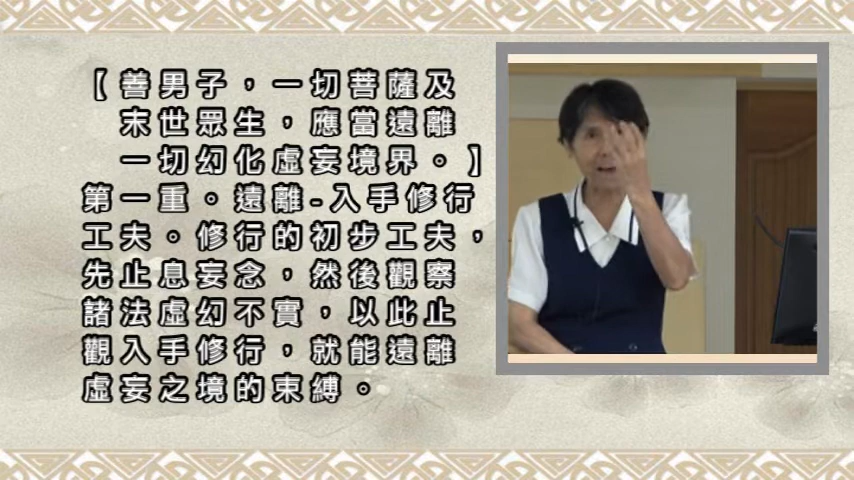 【善男子，一切菩薩及
末世眾生，應當遠離
一切幻化虛妄境界。】
第一重。遠離-入手修行
工夫。修行的初步工夫，
先止息妄念，然後觀察
諸法虛幻不實，以此止
觀入手修行，就能遠離
虛妄之境的束縛。